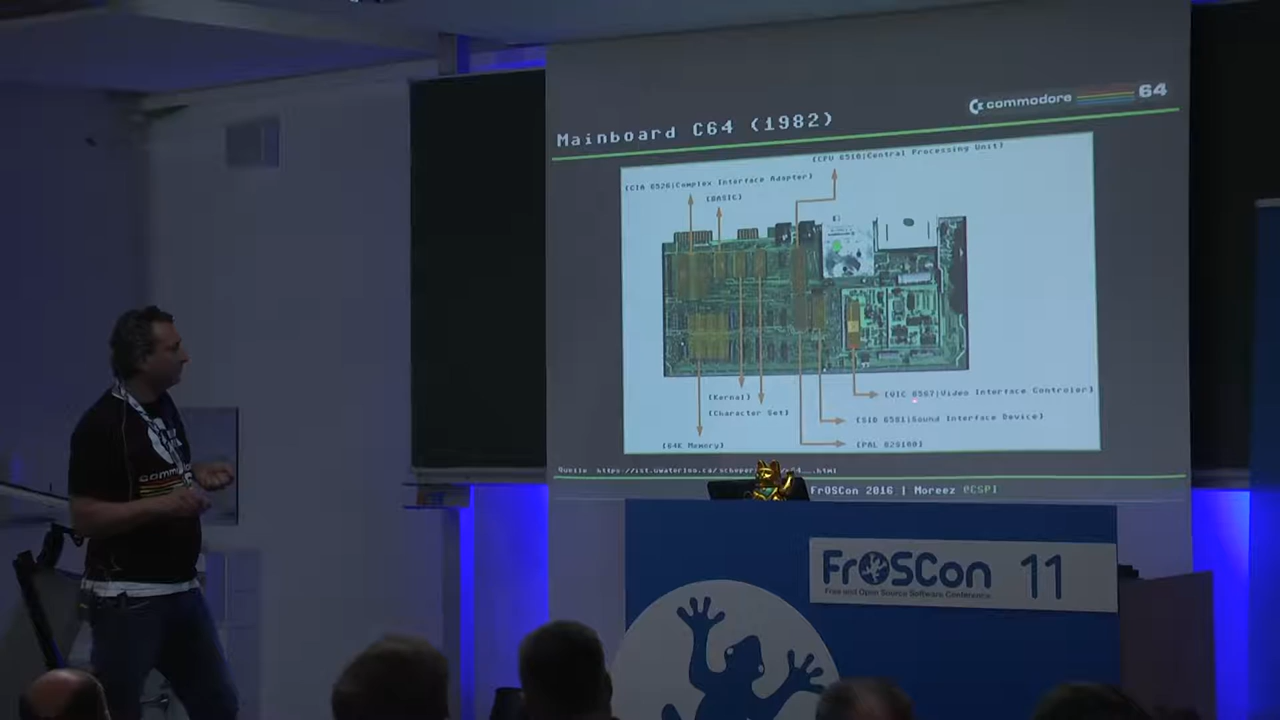 commodore 64
Mainboard C64 (1982)
[CPU 6510|Central Processing Unit]
[CIA 6526|Complex Interface Adapter]
[BASIC]
[VIC 6567|Video Interface Controler]
[Kernal]
[Character Set]
[SID 6581|Sound Interface Device]
[64K Memory]
[PAL 82S100]
Quelle
FrOSCon 2016 | Moreez @CSPI
FrOSCon 11
Free and Open Source Software Conference